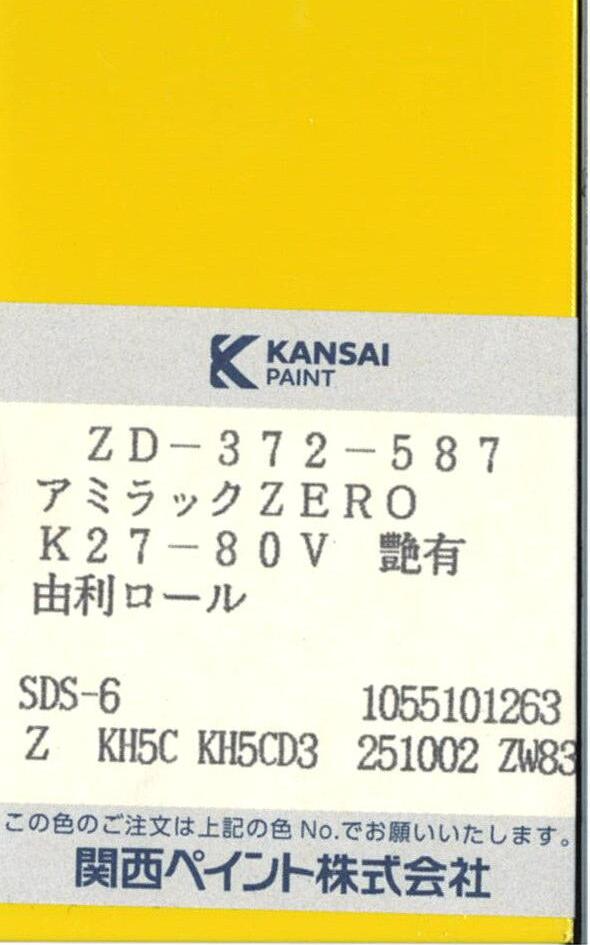 KANSAI
PAINT
ZD-372-587
アミラックZERO
K27-80V 艶有
由利ロール
SDS-6 1055101263
Z KH5C KH5CD3 251002 ZW83
この色のご注文は上記の色No.でお願いいたします。
関西ペイント株式会社